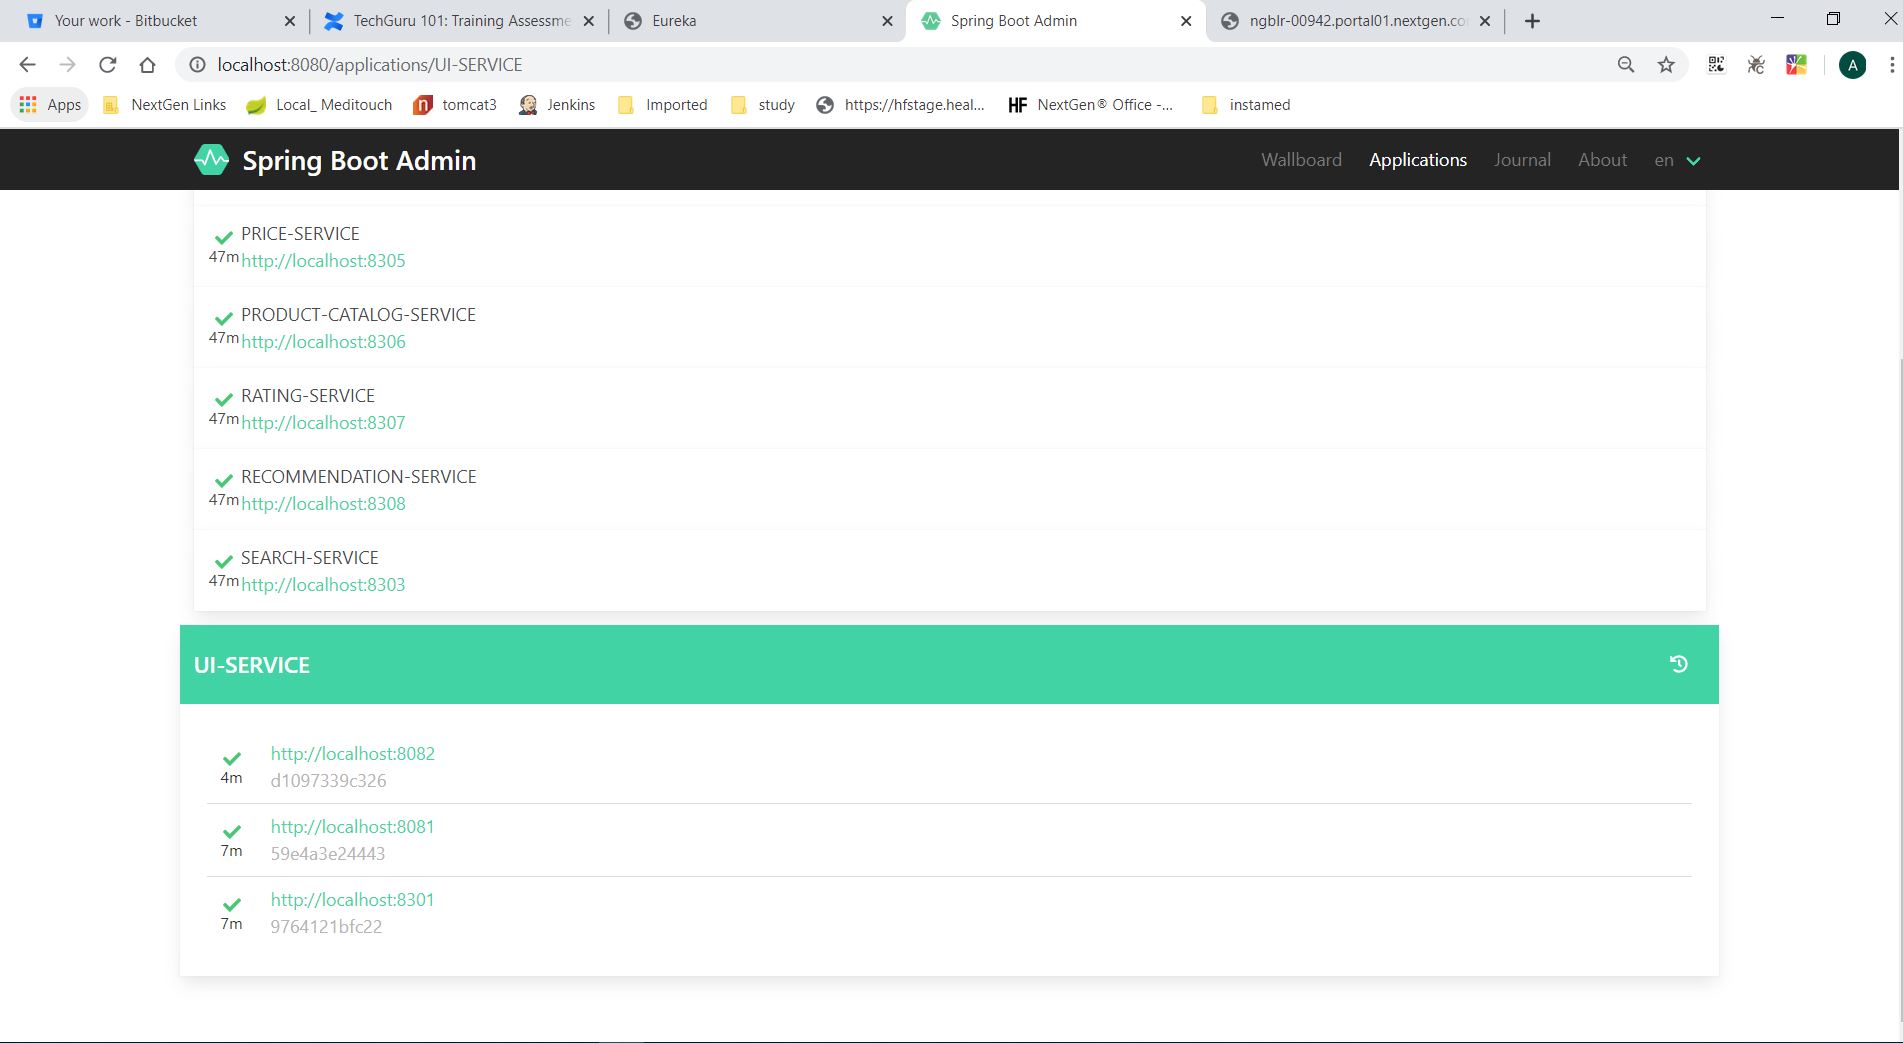 Your work - Bitbucket
TechGuru 101: Training Assessme
Eureka
Spring Boot Admin
ngblr-00942.portal01.nextgen.co
localhost:8080/applications/UI-SERVICE
A
Apps
NextGen Links
Local_ Meditouch
tomcat3
Jenkins
Imported
study
https://hfstage.heal...
HF NextGen® Office -...
instamed
Spring Boot Admin
Wallboard
Applications
Journal
About
en
PRICE-SERVICE
47m http://localhost:8305
PRODUCT-CATALOG-SERVICE
47m http://localhost:8306
RATING-SERVICE
47m http://localhost:8307
RECOMMENDATION-SERVICE
47m http://localhost:8308
SEARCH-SERVICE
47m http://localhost:8303
UI-SERVICE
http://localhost:8082
4m d1097339c326
http://localhost:8081
7m 59e4a3e24443
http://localhost:8301
7m 9764121bfc22